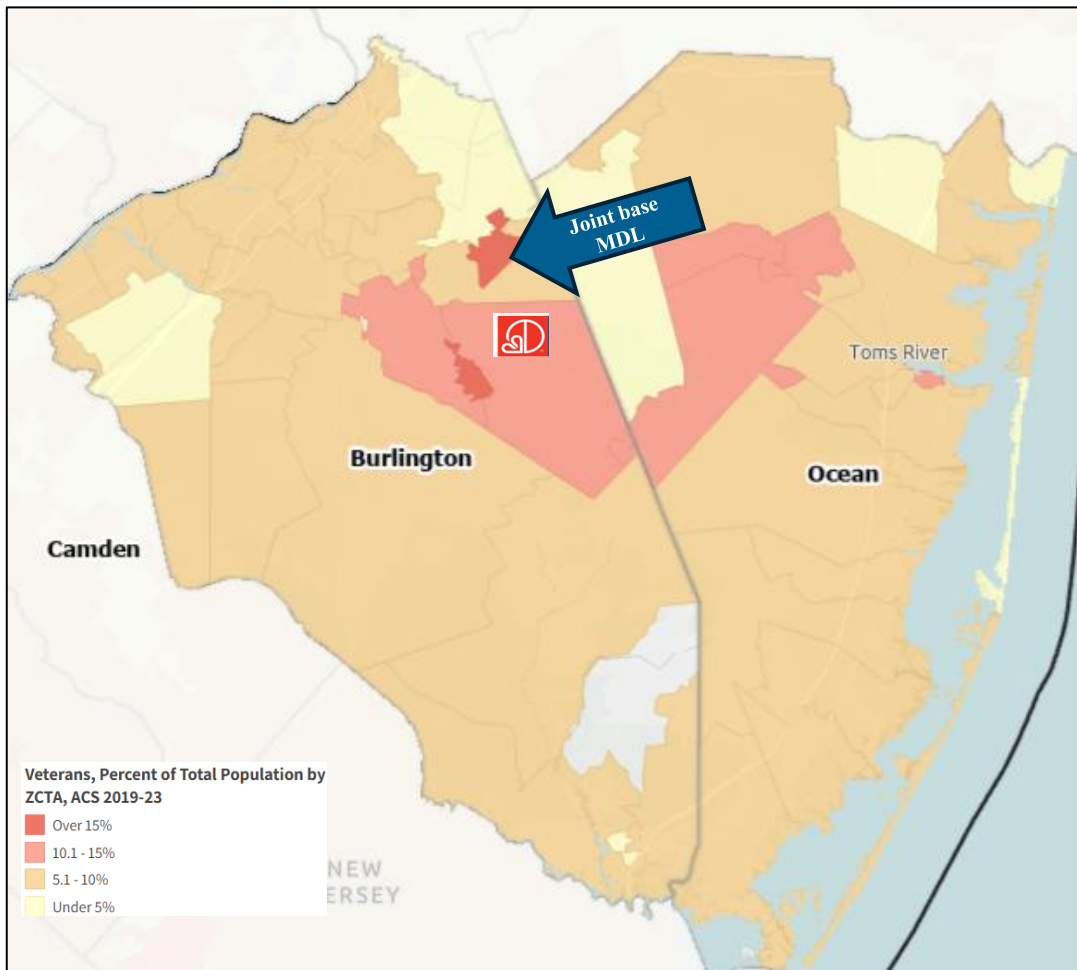 Joint base
MDL
Toms River
Burlington
Ocean
Camden
Veterans, Percent of Total Population by
ZCTA, ACS 2019-23
Over 15%
10.1 - 15%
5.1 - 10%
Under 5%
NEW
ERSEY